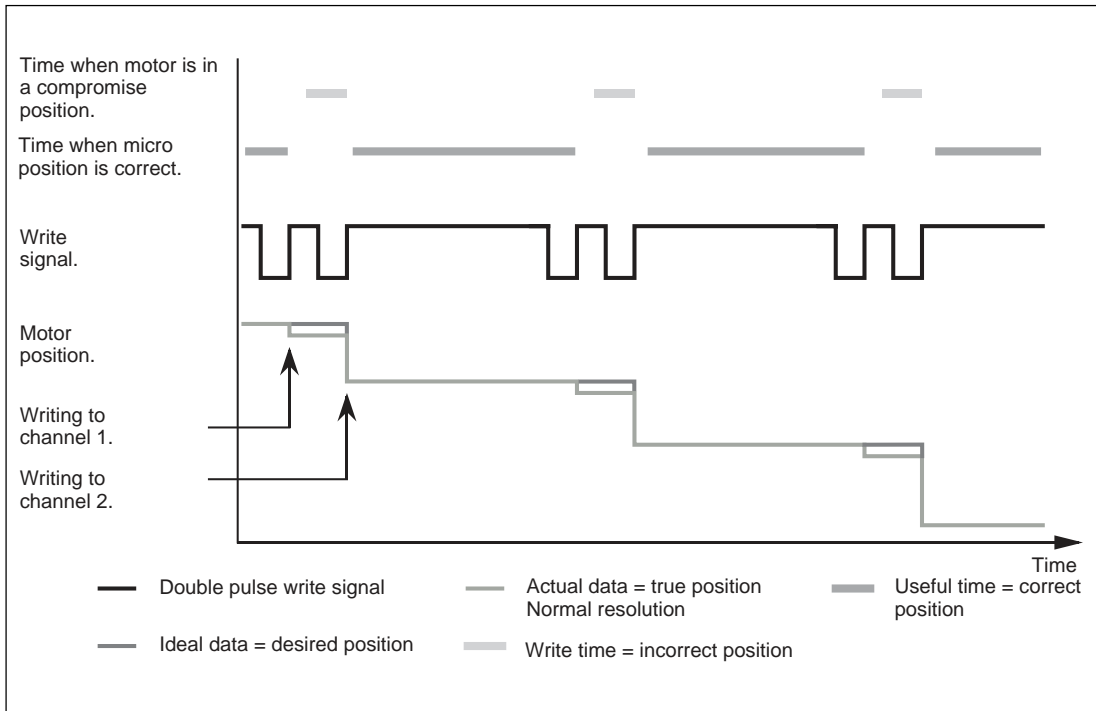 Time when motor is in
a compromise
position.
Time when micro
position is correct.
Write
signal.
Motor
position.
Writing to
channel 1.
Writing to
channel 2.
Time
Double pulse write signal
Actual data = true position
Normal resolution
Useful time = correct
position
Ideal data = desired position
Write time = incorrect position